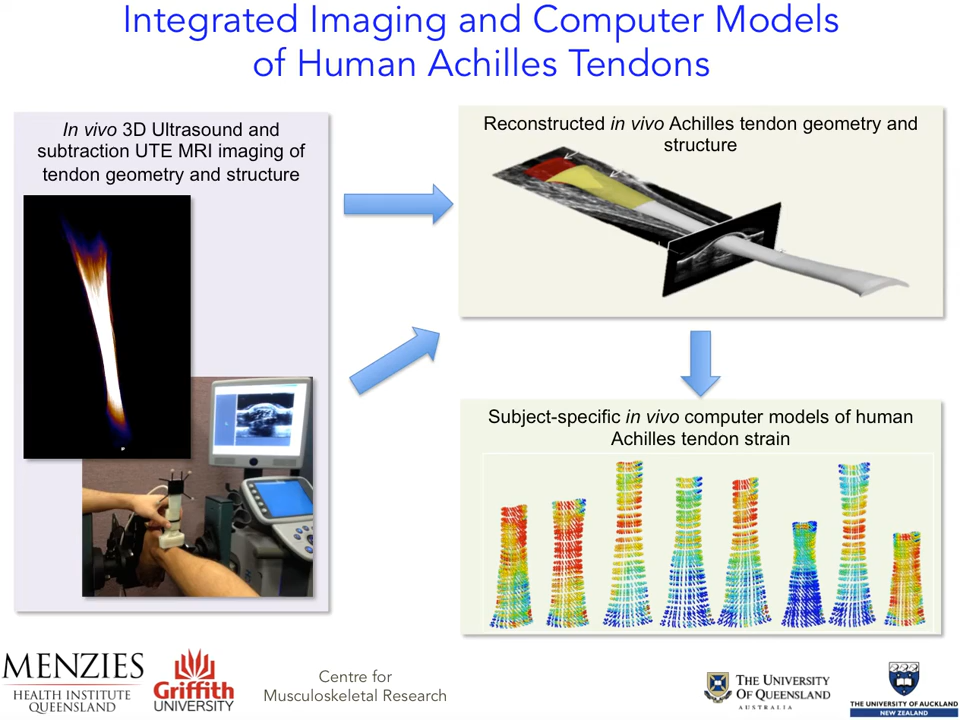 Integrated Imaging and Computer Models
of Human Achilles Tendons
In vivo 3D Ultrasound and
subtraction UTE MRI imaging of
tendon geometry and structure
Reconstructed in vivo Achilles tendon geometry and
structure
P
Subject-specific in vivo computer models of human
Achilles tendon strain
MENZIES
HEALTH INSTITUTE
QUEENSLAND
Griffith
UNIVERSITY
Centre for
Musculoskeletal Research
THE UNIVERSITY
OF QUEENSLAND
AUSTRALIA
THE UNIVERSITY OF AUCKLAND
NEW ZEALAND